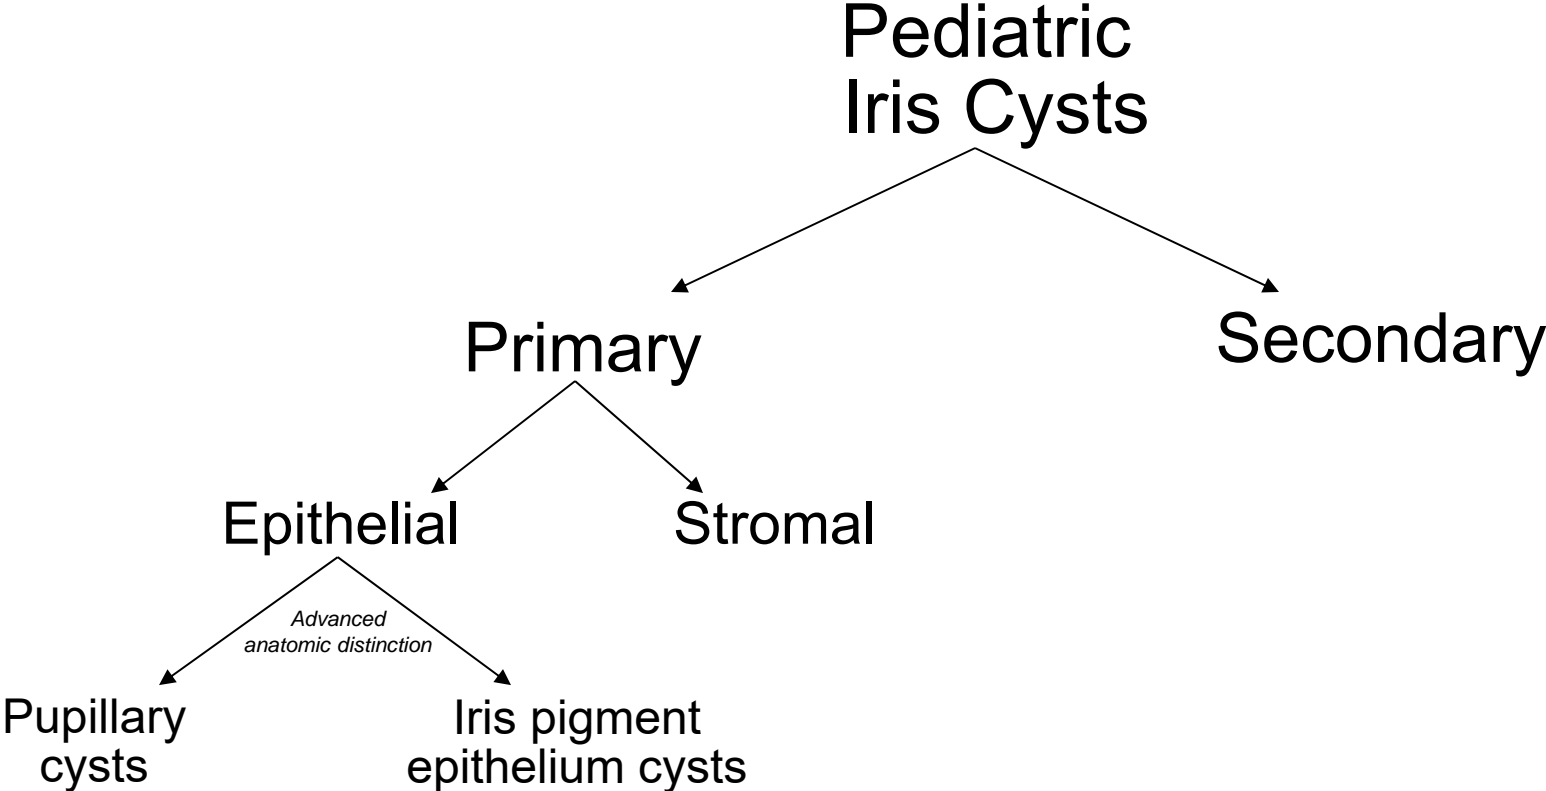 Pediatric
Iris Cysts
Primary
Secondary
Epithelial
Stromal
Advanced
anatomic distinction
Pupillary
cysts
Iris pigment
epithelium cysts